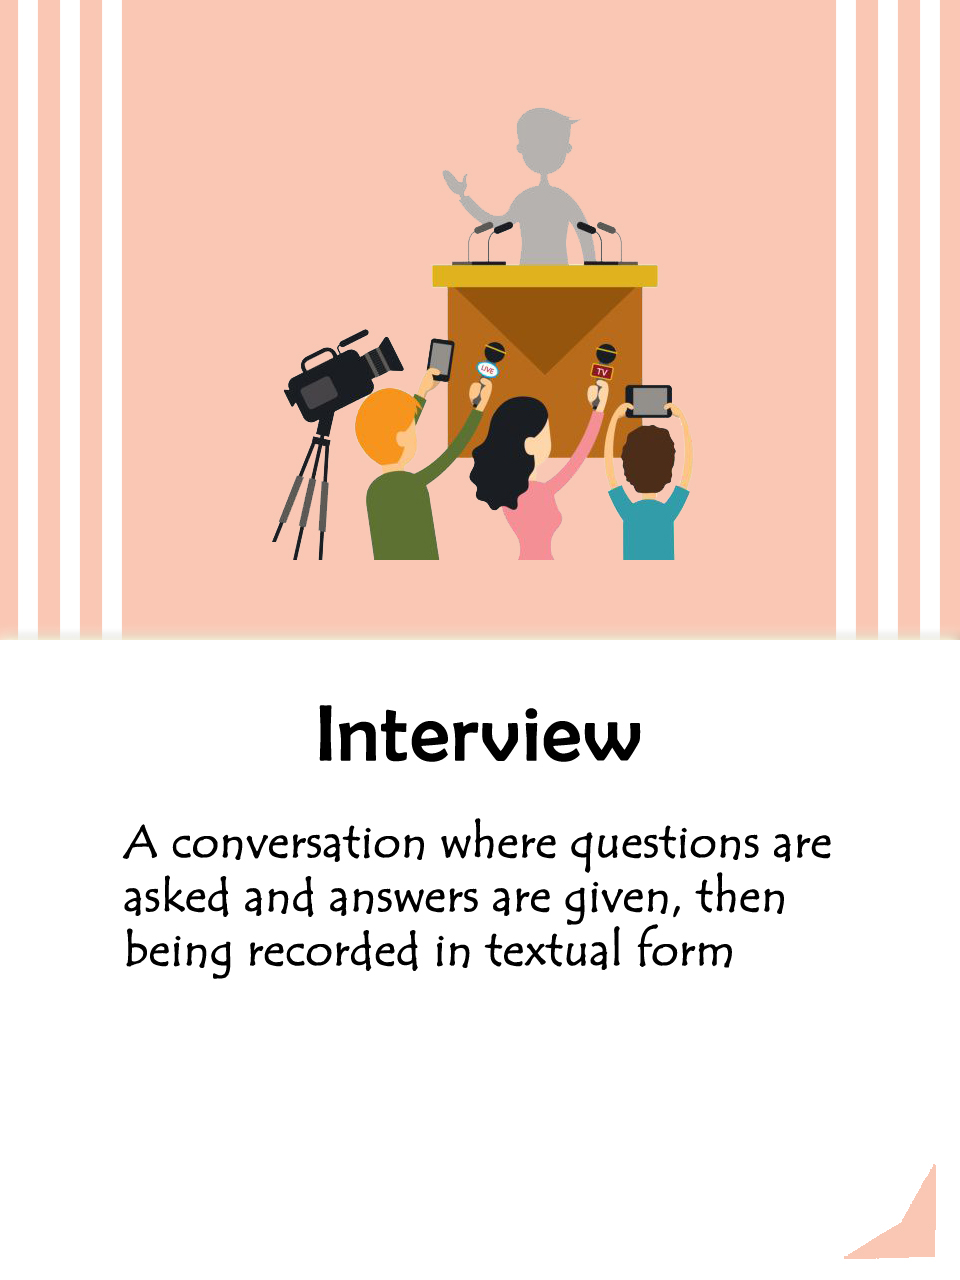 LIVE
TV
Interview
A conversation where questions are
asked and answers are given, then
being recorded in textual form